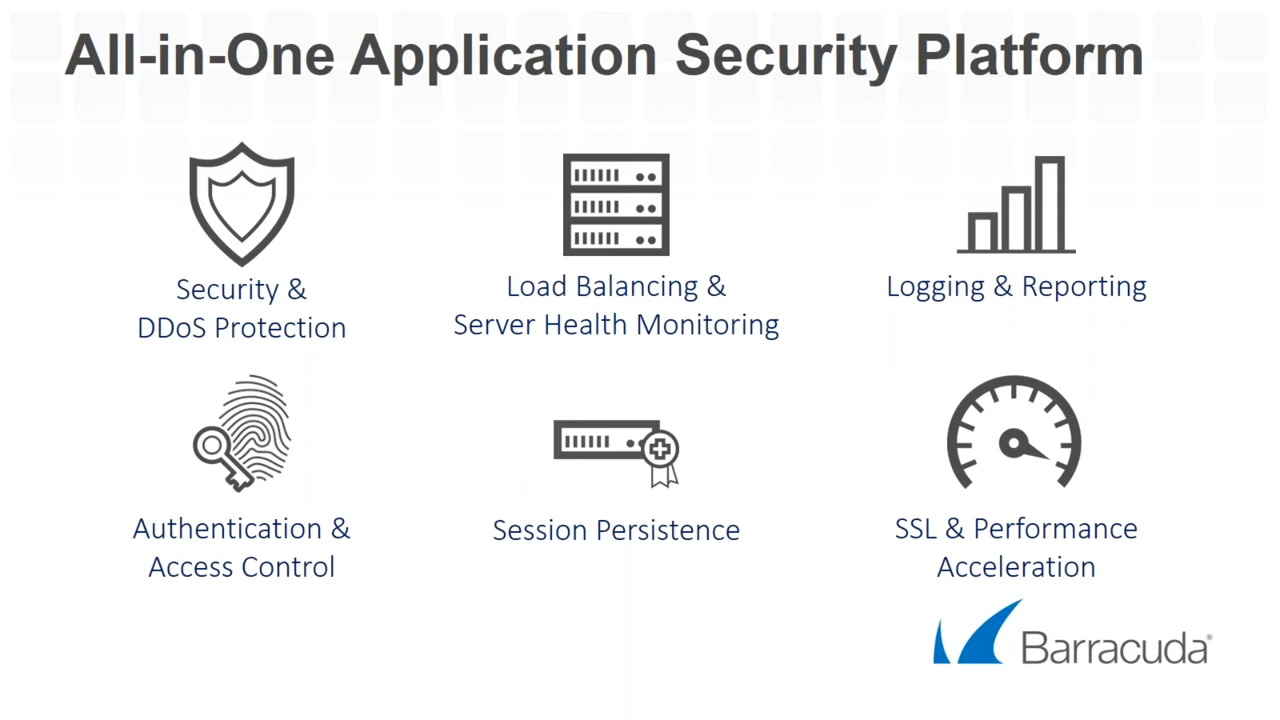 All-in-One Application Security Platform
Security &
DDoS Protection
Load Balancing &
Server Health Monitoring
Logging & Reporting
Authentication &
Access Control
Session Persistence
SSL & Performance
Acceleration
Barracuda®